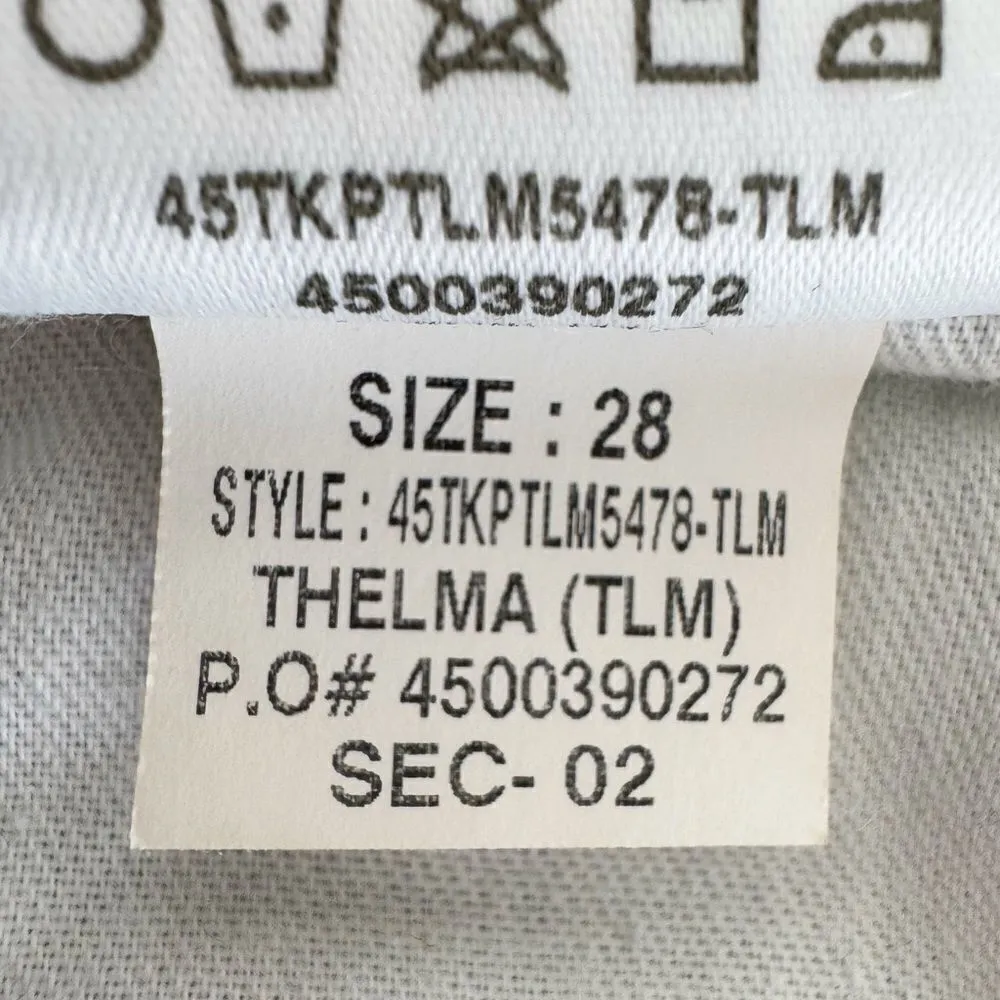 45TKPTLM5478-TLM
4500390272
SIZE : 28
STYLE : 45TKPTLM5478-TLM
THELMA (TLM)
P.O# 4500390272
SEC- 02